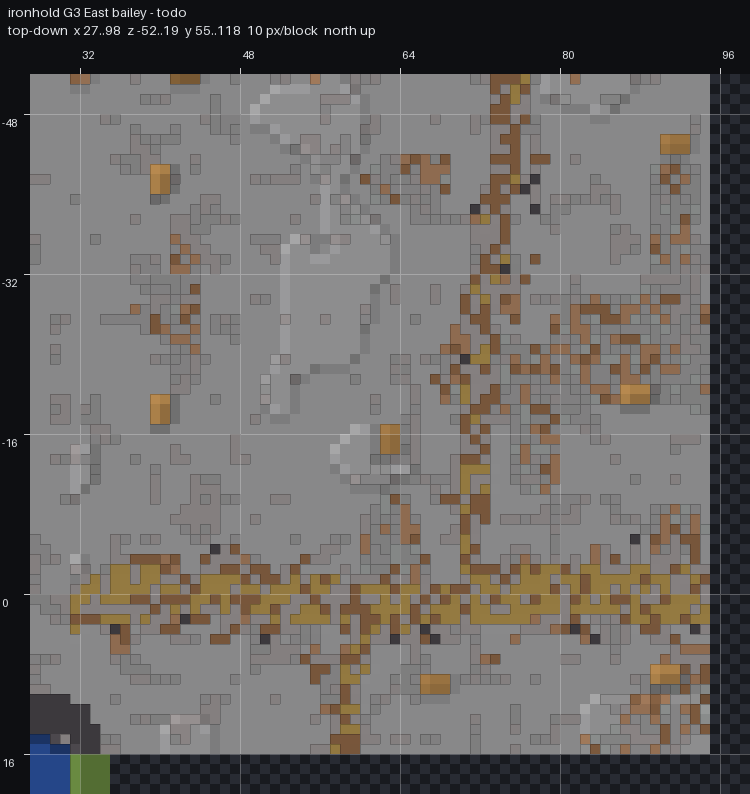 ironhold G3 East bailey - todo
top-down  x 27..98  z -52..19  y 55..118  10 px/block  north up
32 48 64 80 96
-48
-32
-16
0
16